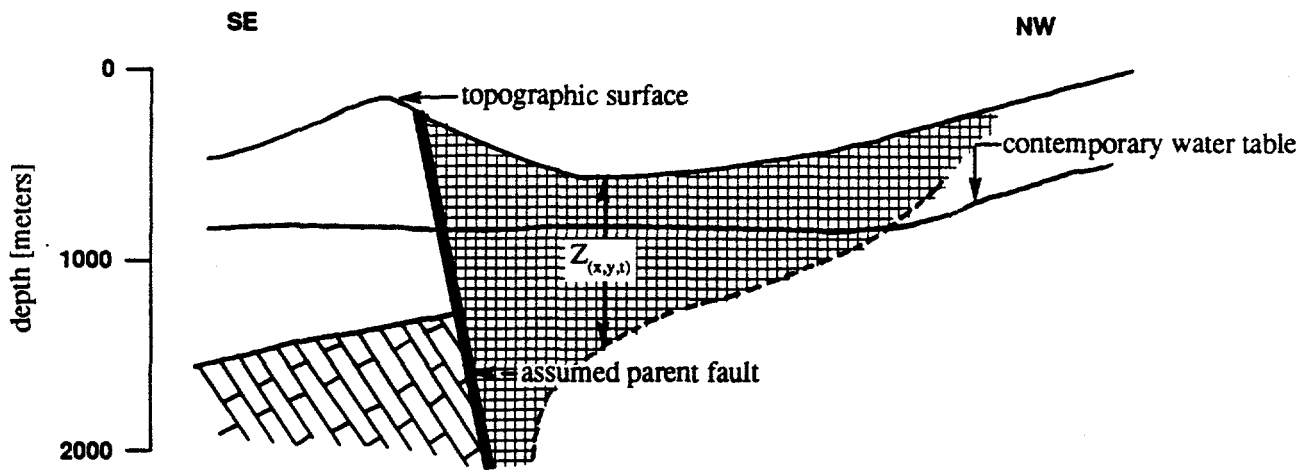 SE
NW
0
topographic surface
contemporary water table
depth [meters]
1000
Z(x,y,t)
assumed parent fault
2000